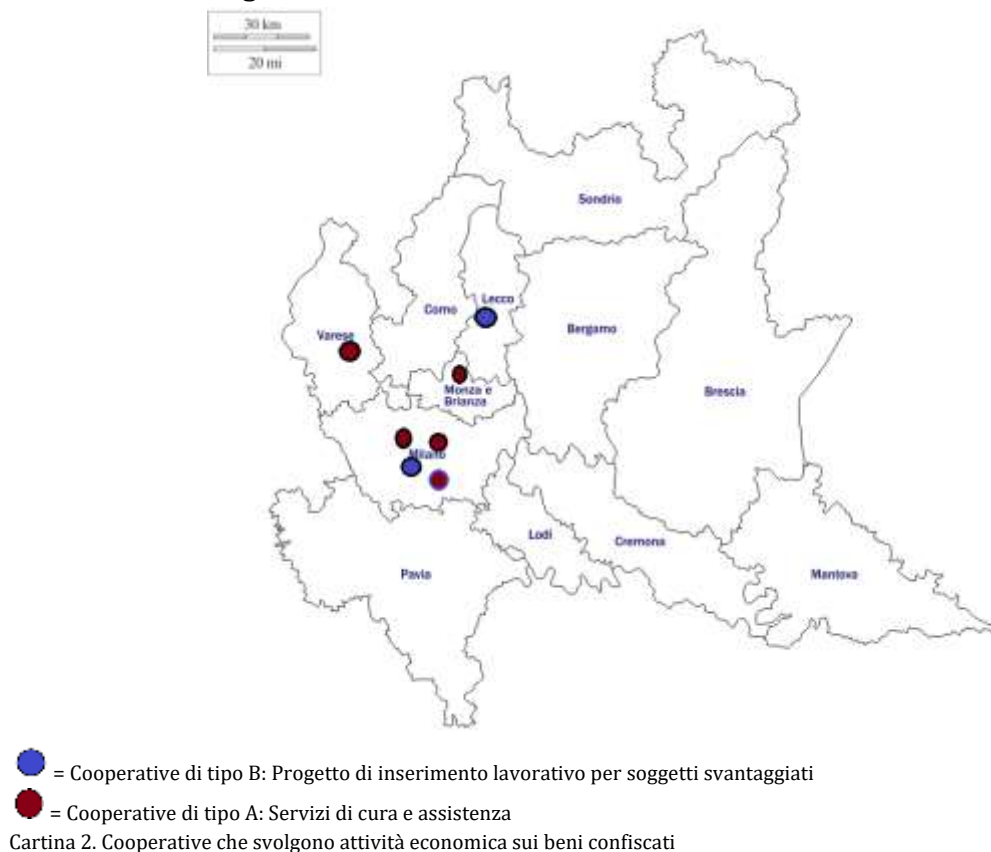 30 km
20 mi
Sondrio
Lecco
Como
Varese
Bergamo
Monza e
Brianza
Brescia
Milano
Lodi
Cremona
Pavia
Mantova
= Cooperative di tipo B: Progetto di inserimento lavorativo per soggetti svantaggiati
= Cooperative di tipo A: Servizi di cura e assistenza
Cartina 2. Cooperative che svolgono attività economica sui beni confiscati